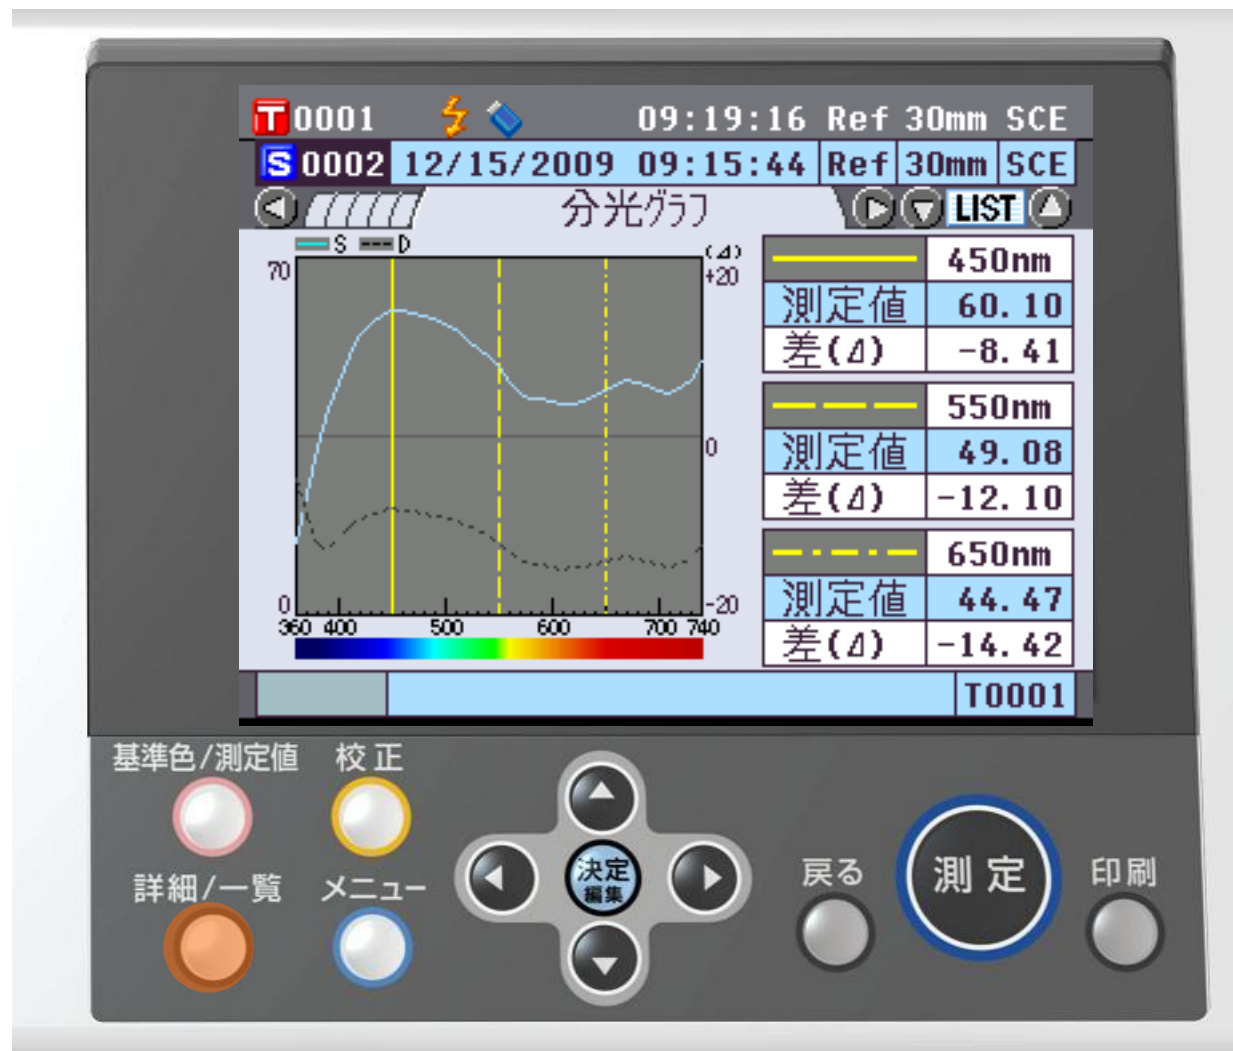 T 0001 09:19:16 Ref 30mm SCE
S 0002 12/15/2009 09:15:44 Ref 30mm SCE
分光グラフ LIST
S D
(⊿)
70 +20
0
0 -20
360 400 500 600 700 740
450nm
測定値 60.10
差(⊿) -8.41
550nm
測定値 49.08
差(⊿) -12.10
650nm
測定値 44.47
差(⊿) -14.42
T0001
基準色/測定値 校正
詳細/一覧 メニュー
決定
編集
戻る
測定
印刷